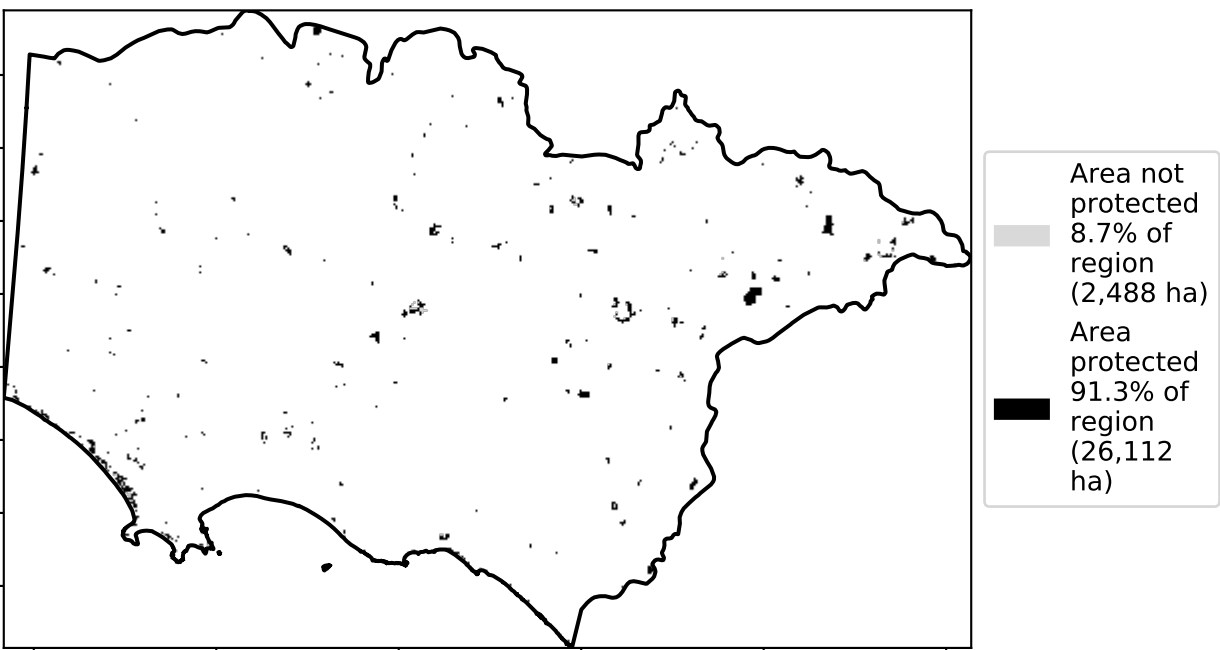 Area not
protected
8.7% of
region
(2,488 ha)
Area
protected
91.3% of
region
(26,112
ha)